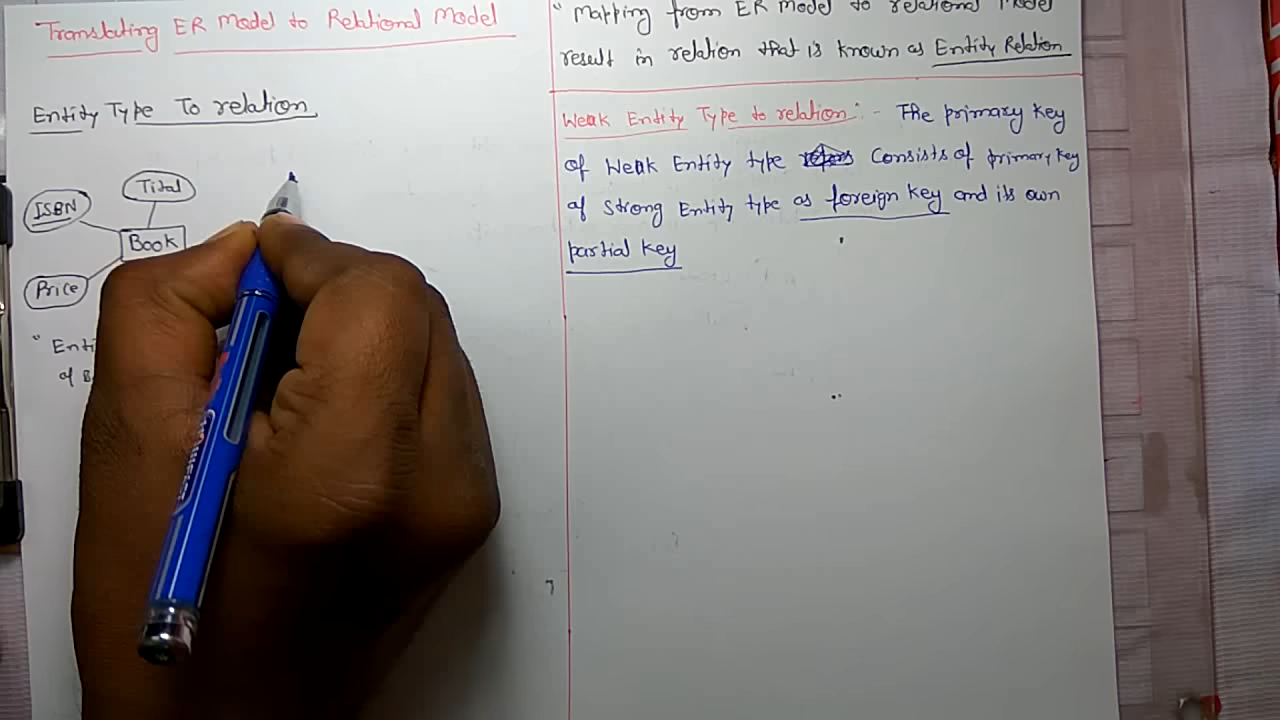 Translating ER Model to Relational Model
Entity Type To relation
Tital
ISBN
Book
Price
" Enti
of B
" Mapping from ER Model to relational Model
result in relation that is known as Entity Relation
Weak Entity Type to relation :- The primary Key
of Weak Entity type Consists of primary Key
of Strong Entity type as foreign Key and its own
partial Key